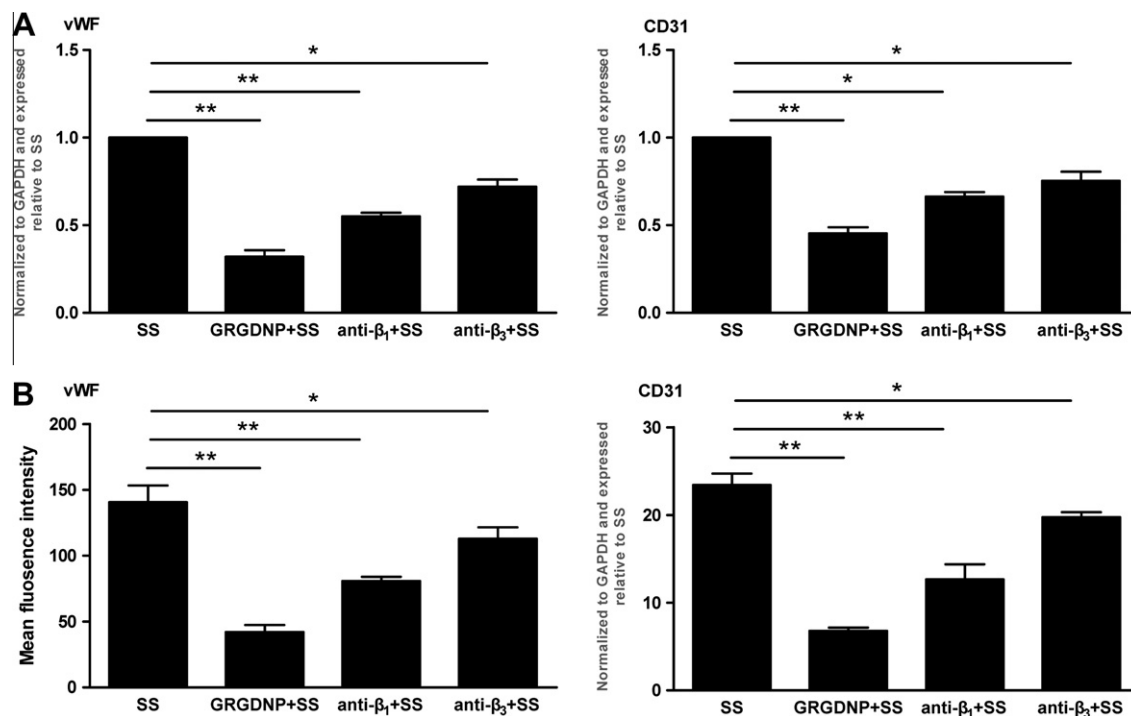 A
vWF
CD31
Normalized to GAPDH and expressed
relative to SS
1.5
1.0
0.5
0.0
*
**
**
SS
GRGDNP+SS
anti-β₁+SS
anti-β₃+SS
Normalized to GAPDH and expressed
relative to SS
1.5
1.0
0.5
0.0
*
*
**
SS
GRGDNP+SS
anti-β₁+SS
anti-β₃+SS
B
vWF
CD31
Mean fluosence intensity
200
150
100
50
0
*
**
**
SS
GRGDNP+SS
anti-β₁+SS
anti-β₃+SS
Normalized to GAPDH and expressed
relative to SS
30
20
10
0
*
**
**
SS
GRGDNP+SS
anti-β₁+SS
anti-β₃+SS